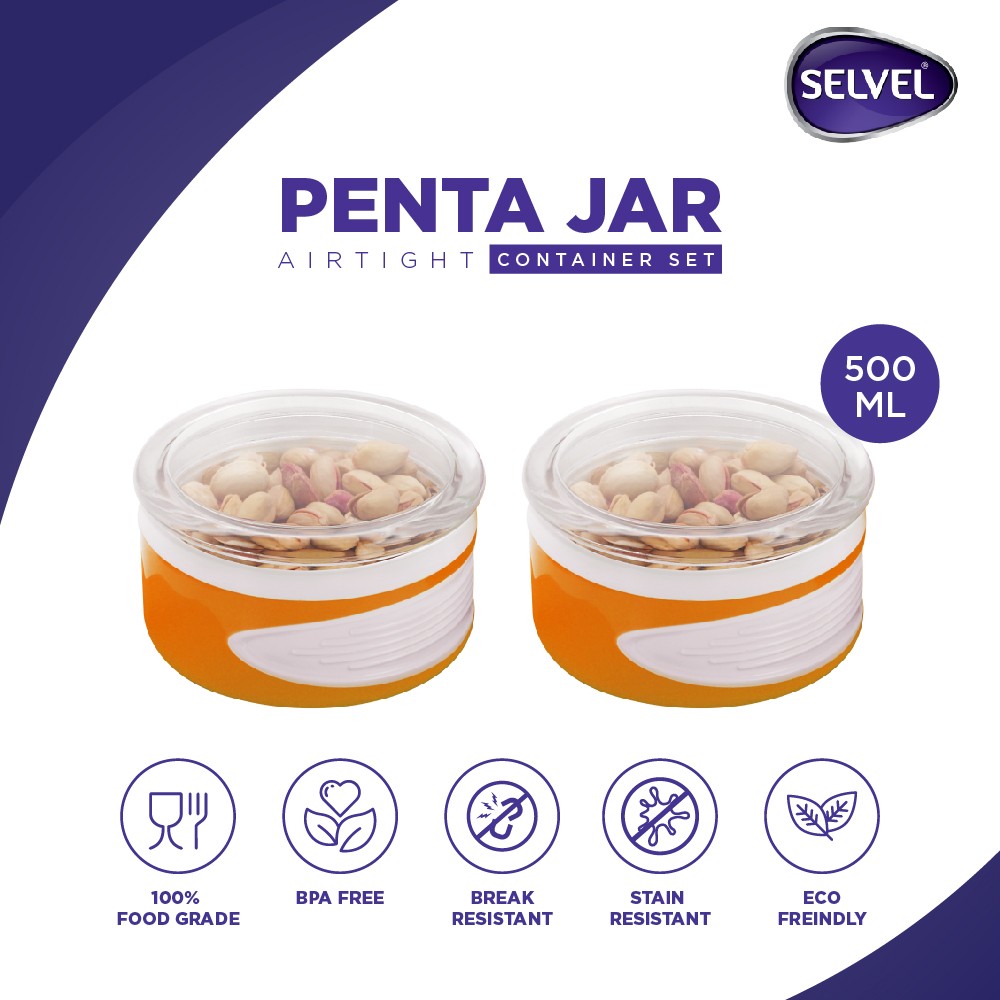 SELVEL®
PENTA JAR
AIRTIGHT CONTAINER SET
500
ML
100%
FOOD GRADE
BPA FREE
BREAK
RESISTANT
STAIN
RESISTANT
ECO
FREINDLY